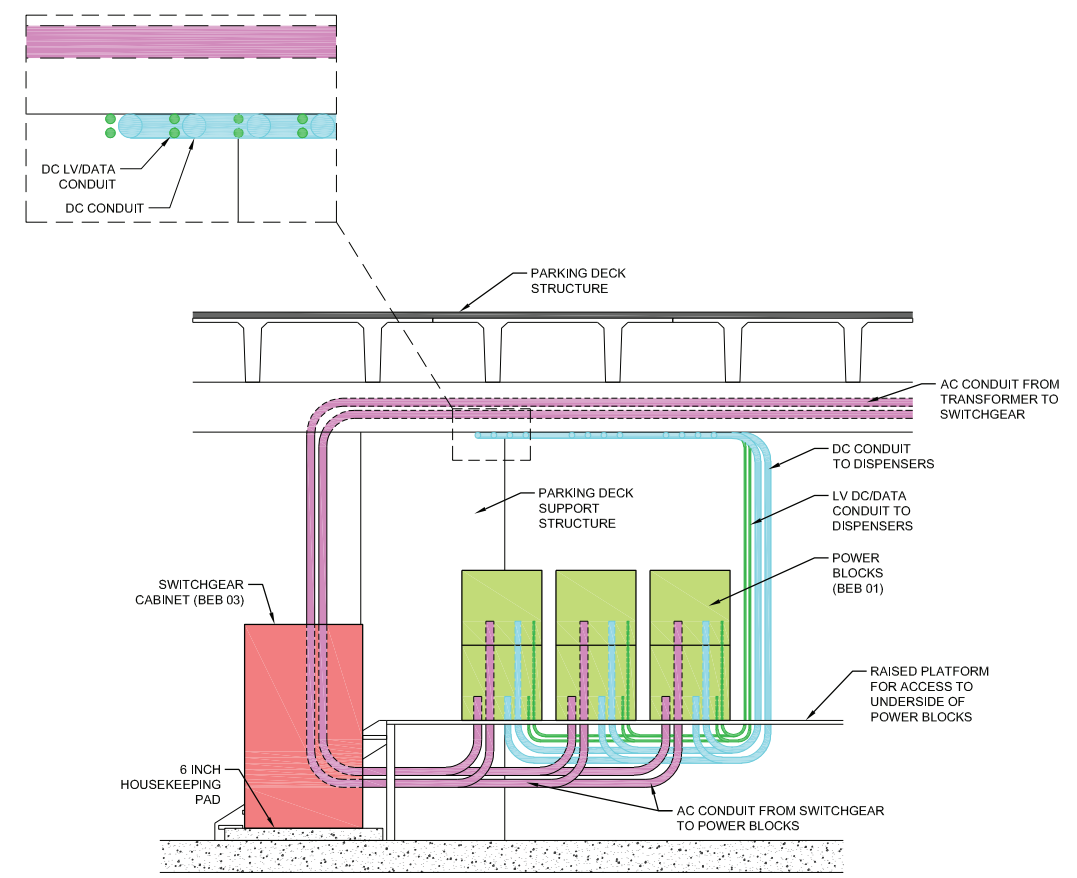 DC LV/DATA
CONDUIT
DC CONDUIT
PARKING DECK
STRUCTURE
AC CONDUIT FROM
TRANSFORMER TO
SWITCHGEAR
DC CONDUIT
TO DISPENSERS
PARKING DECK
SUPPORT
STRUCTURE
LV DC/DATA
CONDUIT TO
DISPENSERS
POWER
BLOCKS
(BEB 01)
SWITCHGEAR
CABINET (BEB 03)
RAISED PLATFORM
FOR ACCESS TO
UNDERSIDE OF
POWER BLOCKS
6 INCH
HOUSEKEEPING
PAD
AC CONDUIT FROM SWITCHGEAR
TO POWER BLOCKS